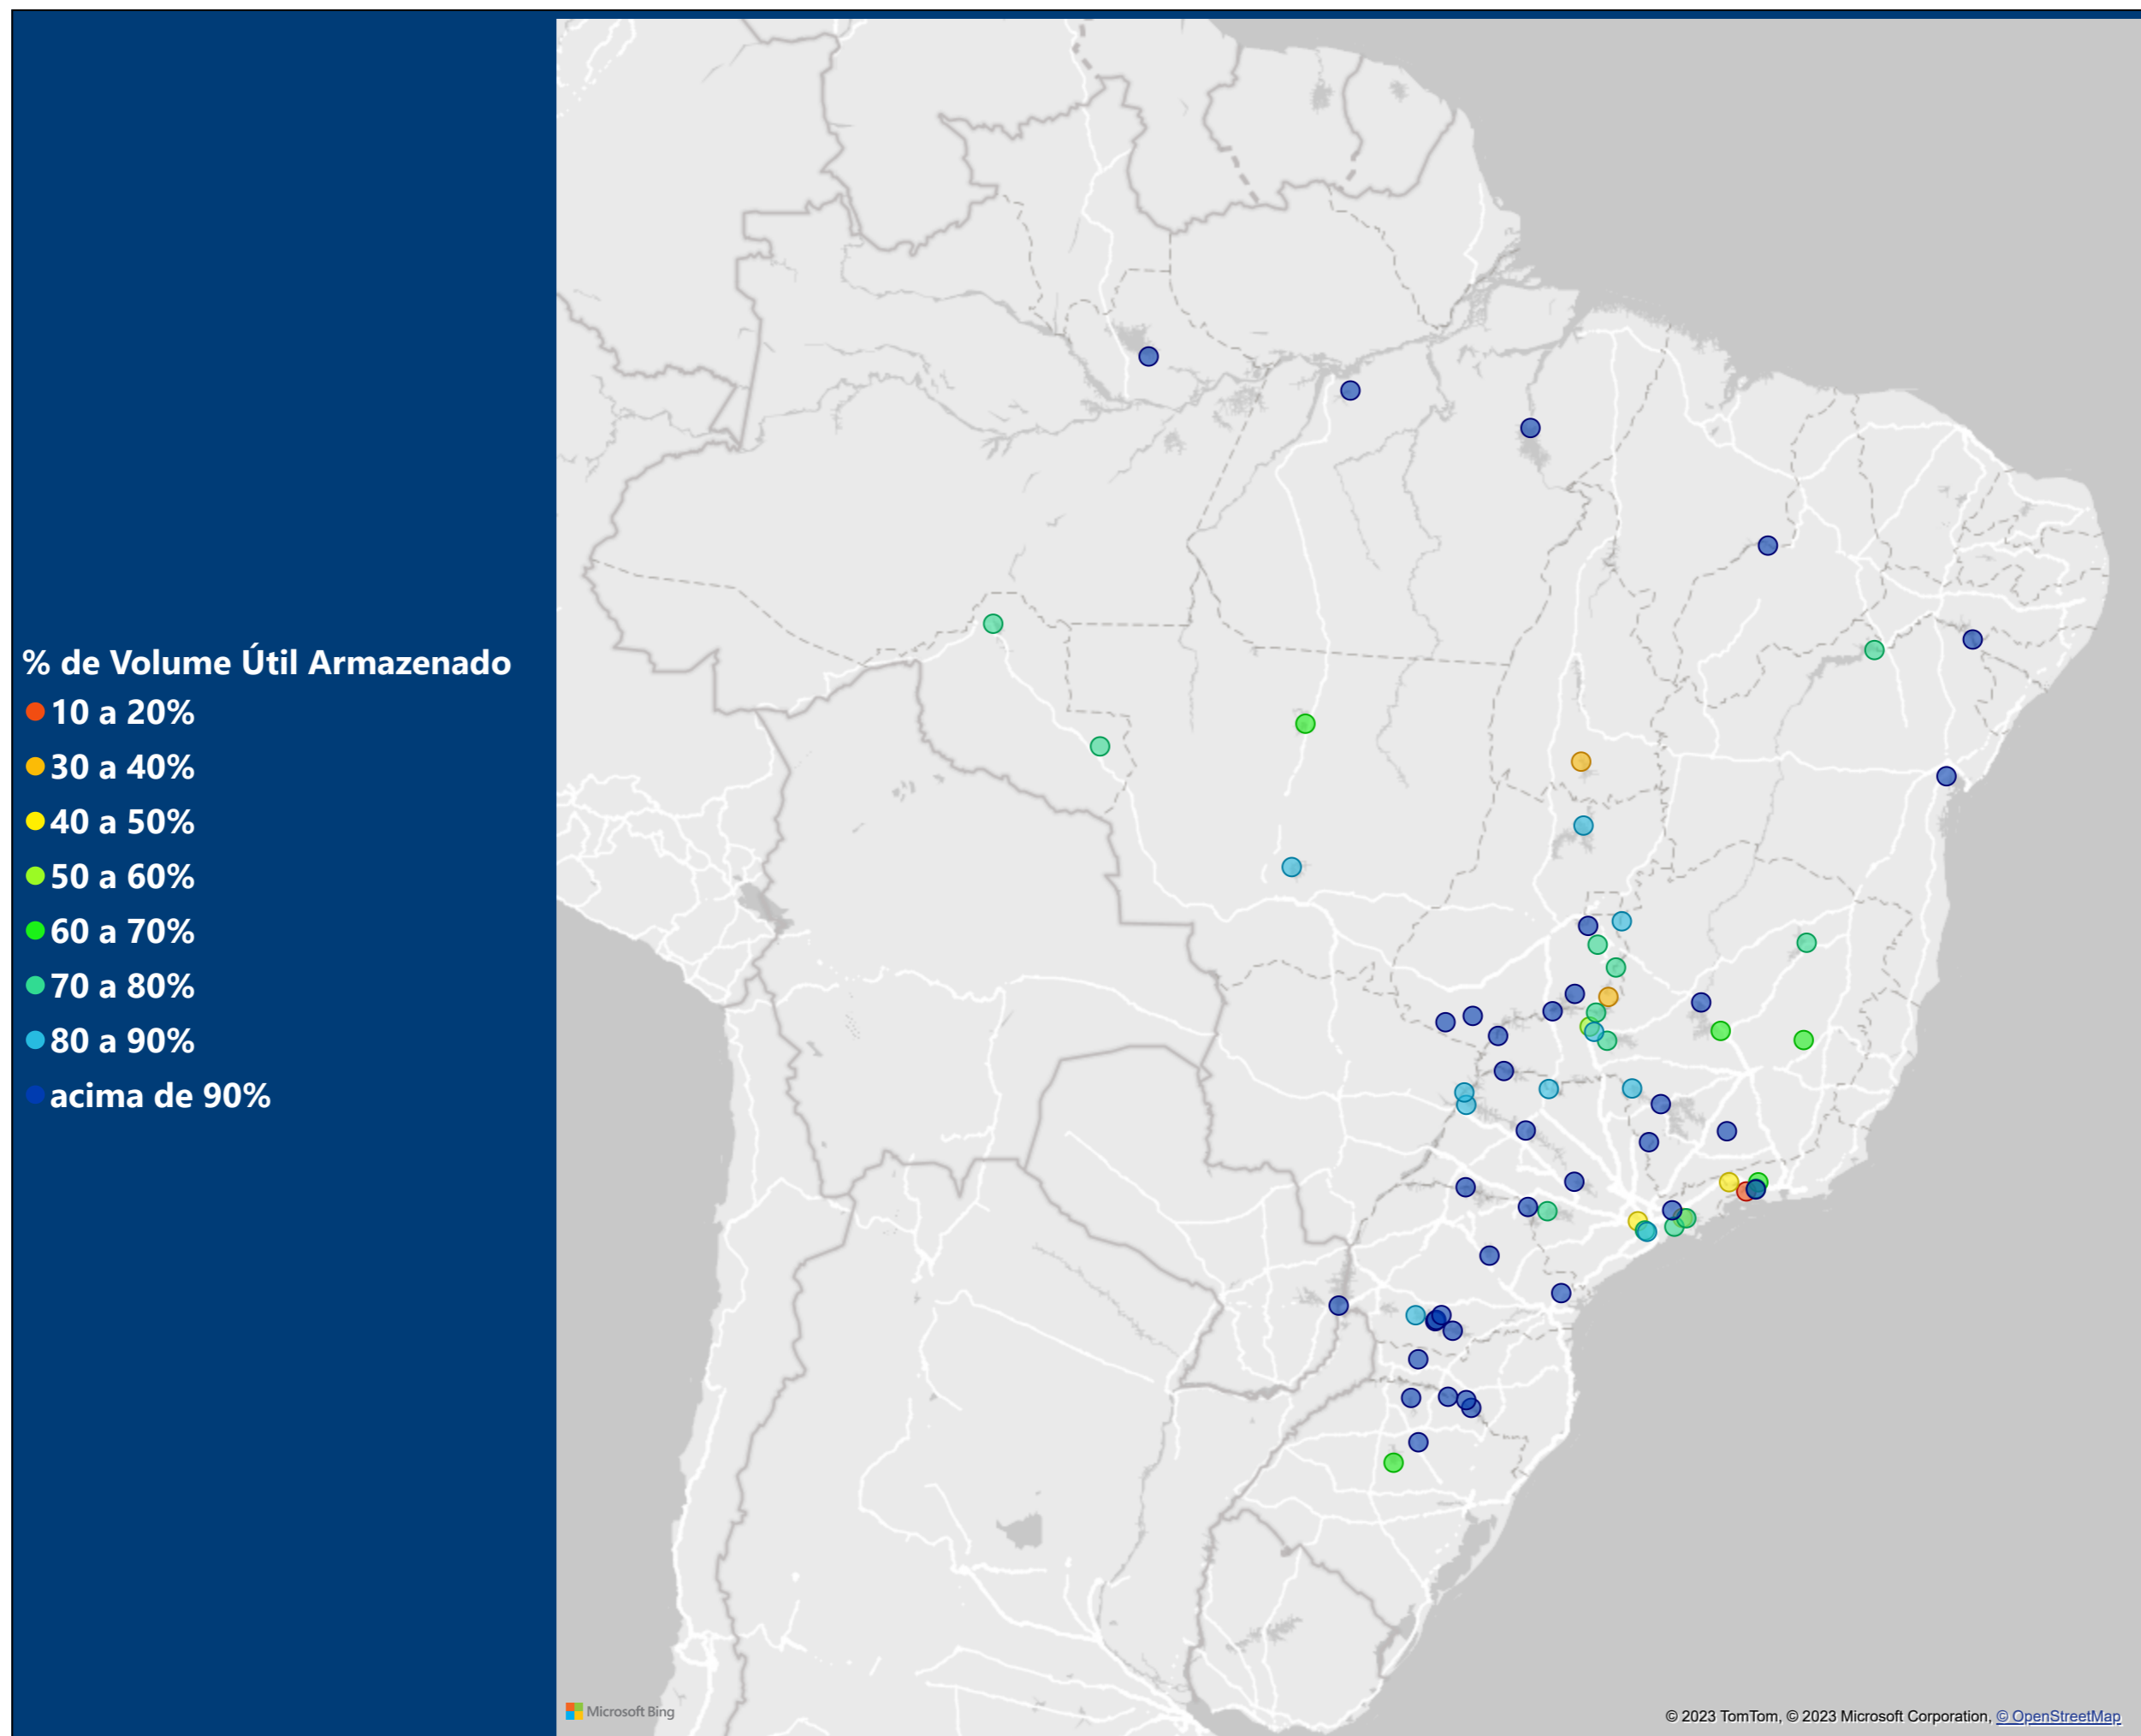 % de Volume Útil Armazenado
10 a 20%
30 a 40%
40 a 50%
50 a 60%
60 a 70%
70 a 80%
80 a 90%
acima de 90%
Microsoft Bing
© 2023 TomTom, © 2023 Microsoft Corporation, © OpenStreetMap